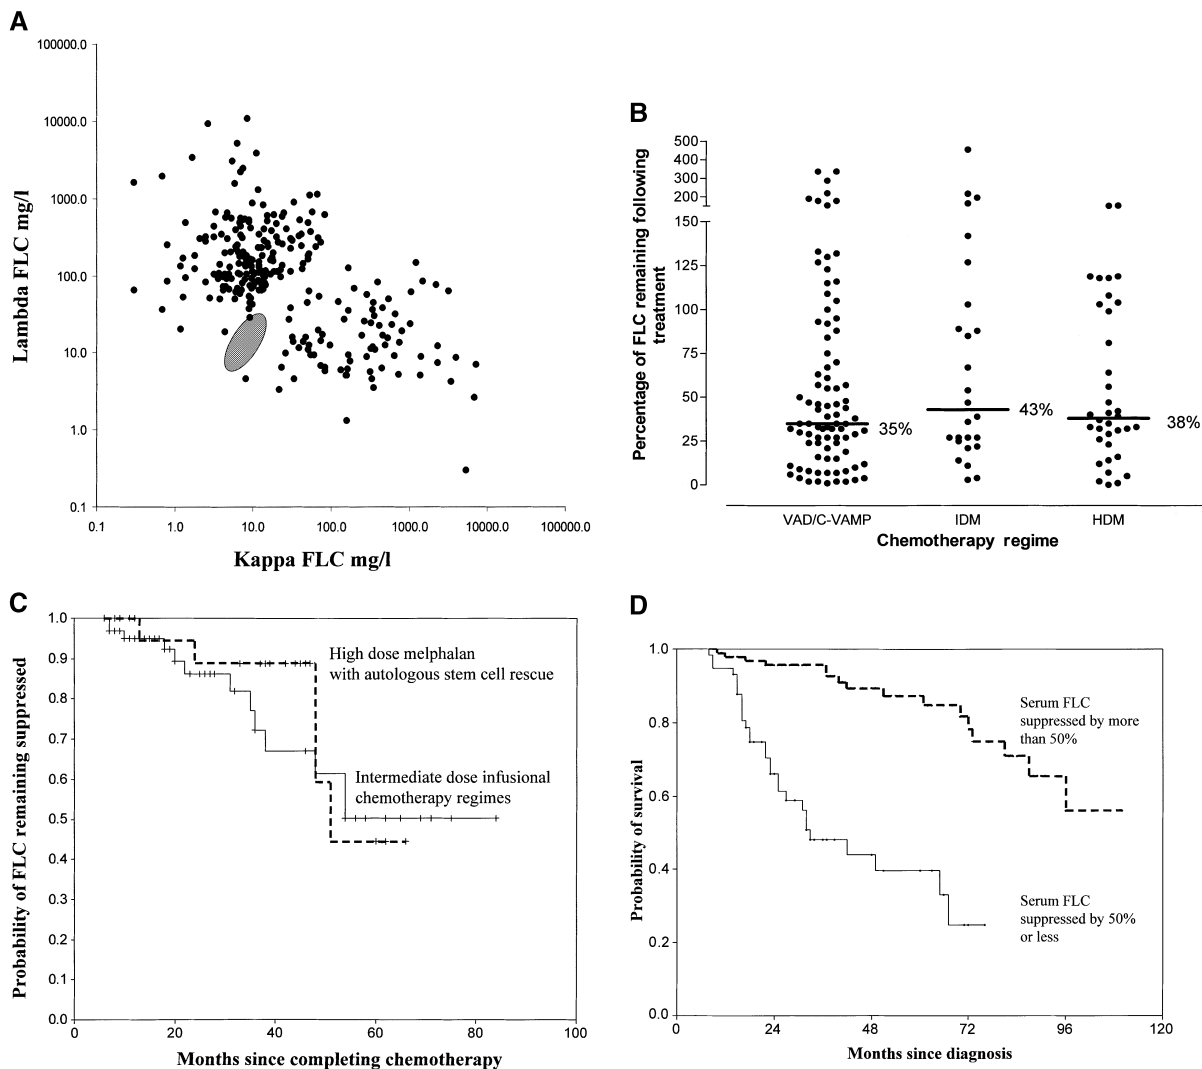 A
100000.0
10000.0
1000.0
100.0
10.0
1.0
0.1
Lambda FLC mg/l
0.1 1.0 10.0 100.0 1000.0 10000.0 100000.0
Kappa FLC mg/l
B
500
400
300
200
150
125
100
75
50
25
0
Percentage of FLC remaining following
treatment
35%
43%
38%
VAD/C-VAMP IDM HDM
Chemotherapy regime
C
1.0
0.9
0.8
0.7
0.6
0.5
0.4
0.3
0.2
0.1
0.0
Probability of FLC remaining suppressed
High dose melphalan
with autologous stem cell rescue
Intermediate dose infusional
chemotherapy regimes
0 20 40 60 80 100
Months since completing chemotherapy
D
1.0
0.8
0.6
0.4
0.2
0.0
Probability of survival
Serum FLC
suppressed by more
than 50%
Serum FLC
suppressed by 50%
or less
0 24 48 72 96 120
Months since diagnosis